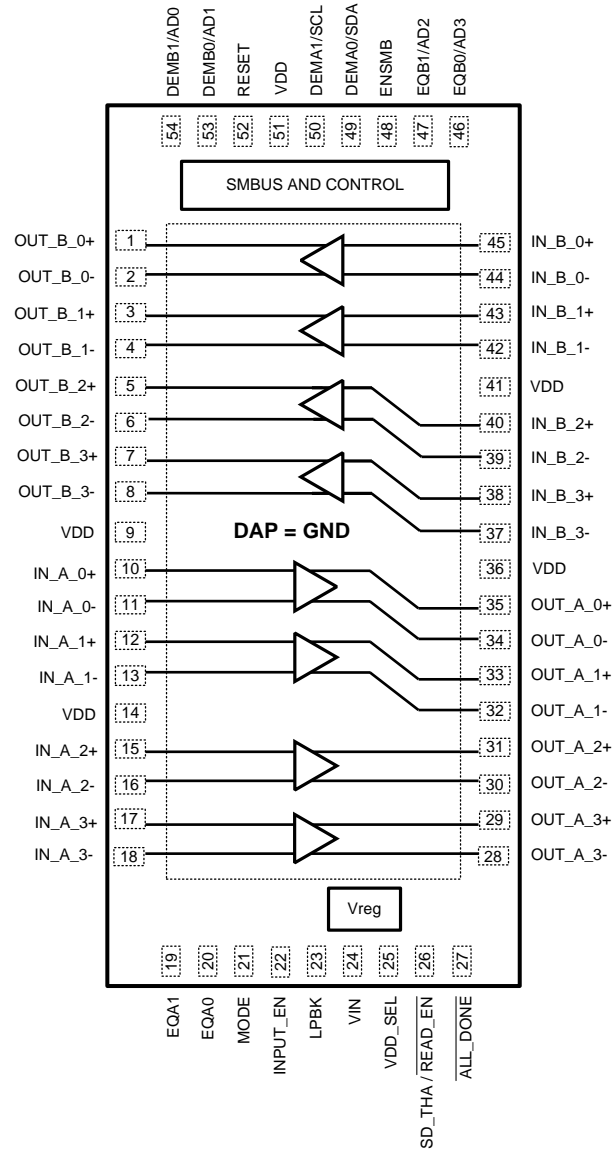 DEMB1/AD0
DEMB0/AD1
RESET
VDD
DEMA1/SCL
DEMA0/SDA
ENSMB
EQB1/AD2
EQB0/AD3
54
53
52
51
50
49
48
47
46
SMBUS AND CONTROL
OUT_B_0+ 1 45 IN_B_0+
OUT_B_0- 2 44 IN_B_0-
OUT_B_1+ 3 43 IN_B_1+
OUT_B_1- 4 42 IN_B_1-
OUT_B_2+ 5 41 VDD
OUT_B_2- 6 40 IN_B_2+
OUT_B_3+ 7 39 IN_B_2-
OUT_B_3- 8 38 IN_B_3+
VDD 9 DAP = GND 37 IN_B_3-
IN_A_0+ 10 36 VDD
IN_A_0- 11 35 OUT_A_0+
IN_A_1+ 12 34 OUT_A_0-
IN_A_1- 13 33 OUT_A_1+
VDD 14 32 OUT_A_1-
IN_A_2+ 15 31 OUT_A_2+
IN_A_2- 16 30 OUT_A_2-
IN_A_3+ 17 29 OUT_A_3+
IN_A_3- 18 28 OUT_A_3-
Vreg
19
20
21
22
23
24
25
26
27
EQA1
EQA0
MODE
INPUT_EN
LPBK
VIN
VDD_SEL
SD_THA / READ_EN
ALL_DONE